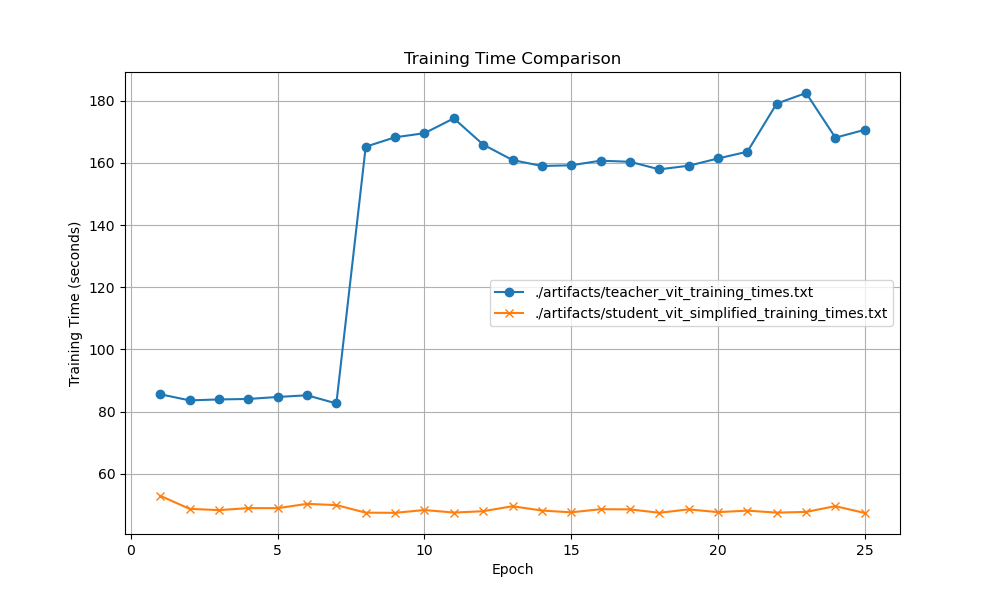 Training Time Comparison
Training Time (seconds)
180
160
140
120
100
80
60
./artifacts/teacher_vit_training_times.txt
./artifacts/student_vit_simplified_training_times.txt
0
5
10
15
20
25
Epoch